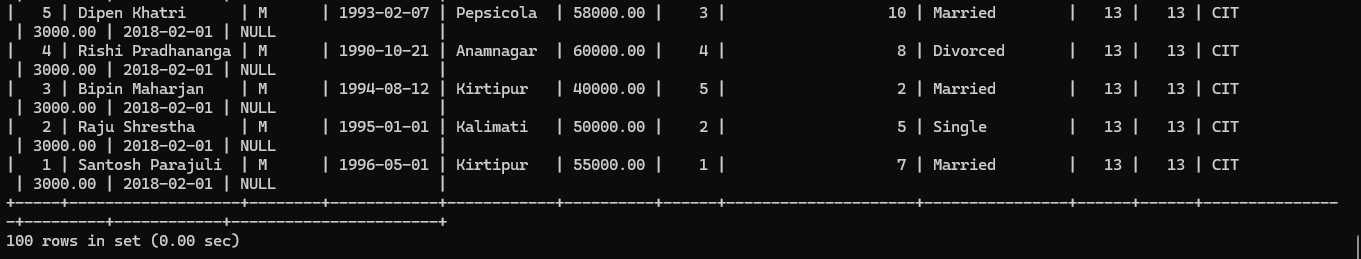 |    5 | Dipen Khatri      | M      | 1993-02-07 | Pepsicola  | 58000.00 |    3 |                  10 | Married        |   13 |   13 | CIT
 | 3000.00 | 2018-02-01 | NULL                  |
|    4 | Rishi Pradhananga | M      | 1990-10-21 | Anamnagar  | 60000.00 |    4 |                   8 | Divorced       |   13 |   13 | CIT
 | 3000.00 | 2018-02-01 | NULL                  |
|    3 | Bipin Maharjan    | M      | 1994-08-12 | Kirtipur   | 40000.00 |    5 |                   2 | Married        |   13 |   13 | CIT
 | 3000.00 | 2018-02-01 | NULL                  |
|    2 | Raju Shrestha     | M      | 1995-01-01 | Kalimati   | 50000.00 |    2 |                   5 | Single         |   13 |   13 | CIT
 | 3000.00 | 2018-02-01 | NULL                  |
|    1 | Santosh Parajuli  | M      | 1996-05-01 | Kirtipur   | 55000.00 |    1 |                   7 | Married        |   13 |   13 | CIT
 | 3000.00 | 2018-02-01 | NULL                  |
+------+-------------------+--------+------------+------------+----------+------+---------------------+----------------+------+------+---------------
-+---------+------------+-----------------------+
100 rows in set (0.00 sec)